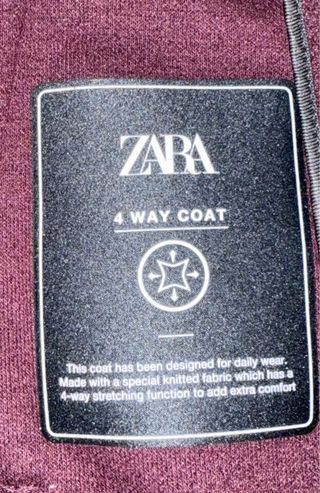 ZARA
4 WAY COAT
This coat has been designed for daily wear.
Made with a special knitted fabric which has a
4-way stretching function to add extra comfort